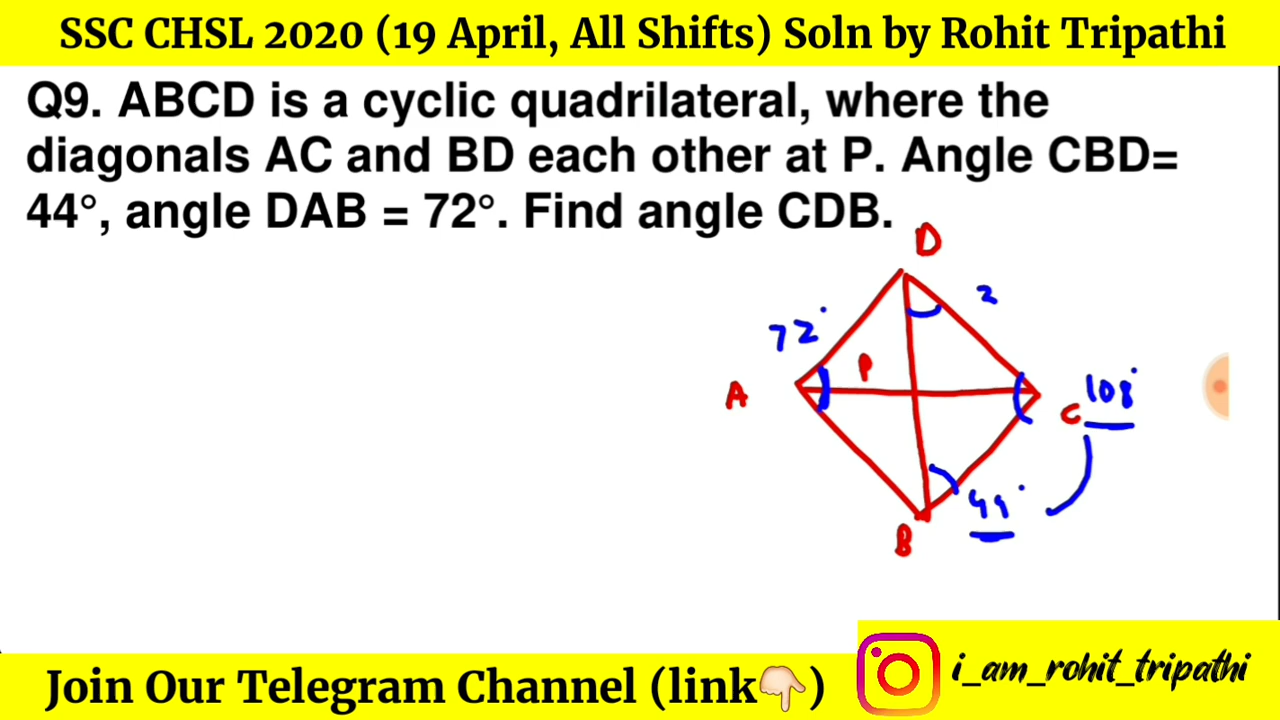 SSC CHSL 2020 (19 April, All Shifts) Soln by Rohit Tripathi
Q9. ABCD is a cyclic quadrilateral, where the
diagonals AC and BD each other at P. Angle CBD=
44°, angle DAB = 72°. Find angle CDB.
D
72°
P
A
C
108°
44°
B
Join Our Telegram Channel (link👇)
i_am_rohit_tripathi